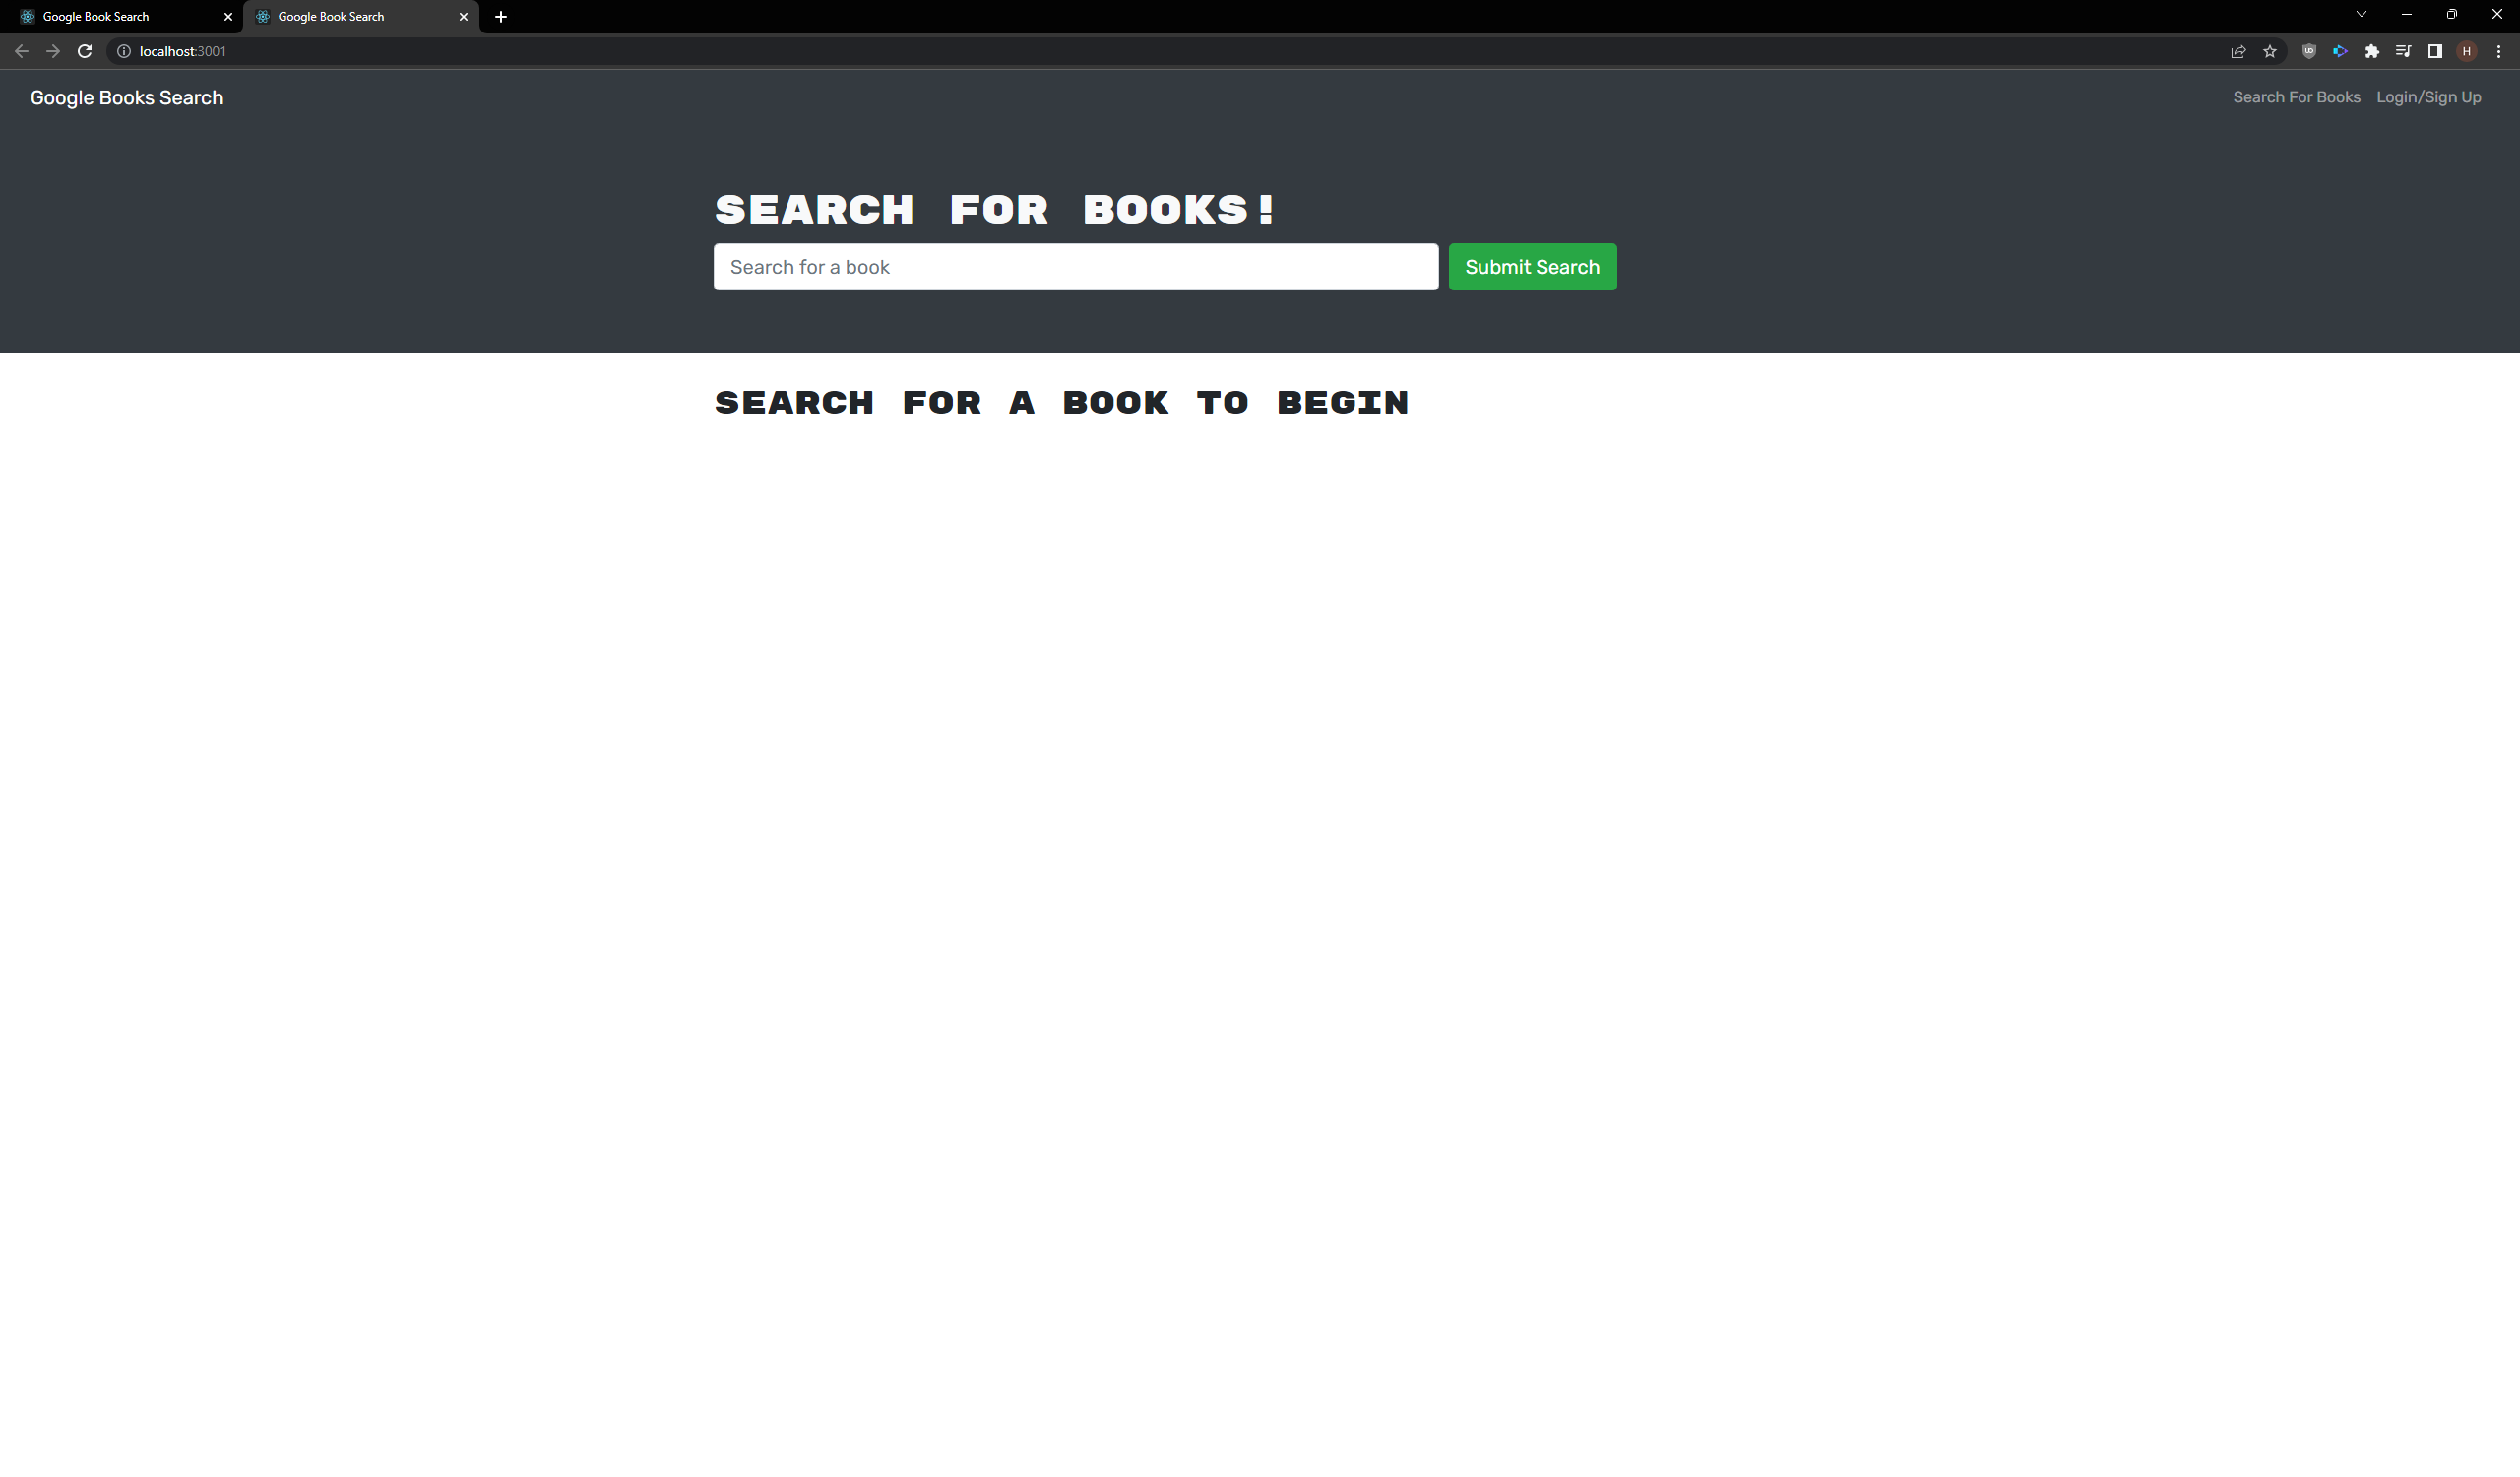 Google Book Search
Google Book Search
localhost:3001
H
Google Books Search
Search For Books
Login/Sign Up
SEARCH FOR BOOKS!
Search for a book
Submit Search
SEARCH FOR A BOOK TO BEGIN